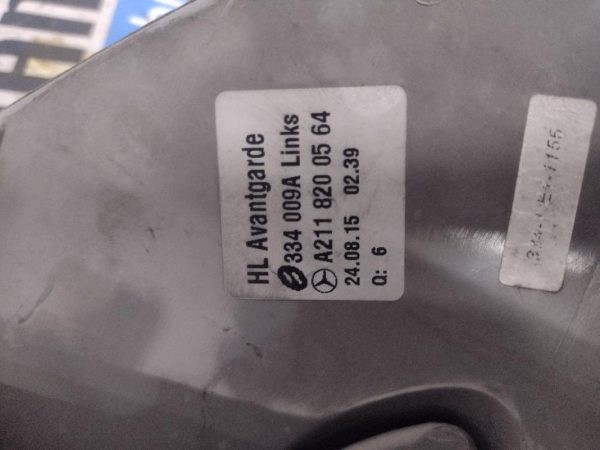 HL Avantgarde
334 009A Links
A211 820 05 64
24.08.15 02.39
Q: 6